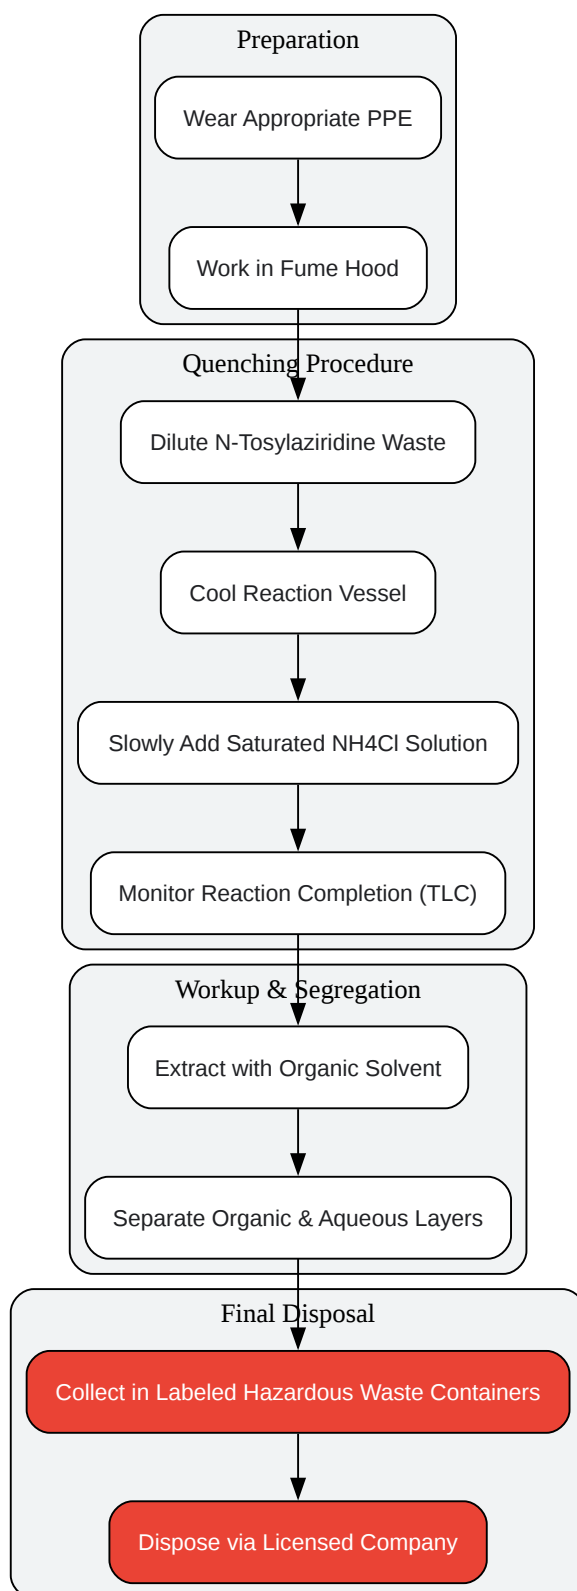 Preparation
Wear Appropriate PPE
Work in Fume Hood
Quenching Procedure
Dilute N-Tosylaziridine Waste
Cool Reaction Vessel
Slowly Add Saturated NH4Cl Solution
Monitor Reaction Completion (TLC)
Workup & Segregation
Extract with Organic Solvent
Separate Organic & Aqueous Layers
Final Disposal
Collect in Labeled Hazardous Waste Containers
Dispose via Licensed Company